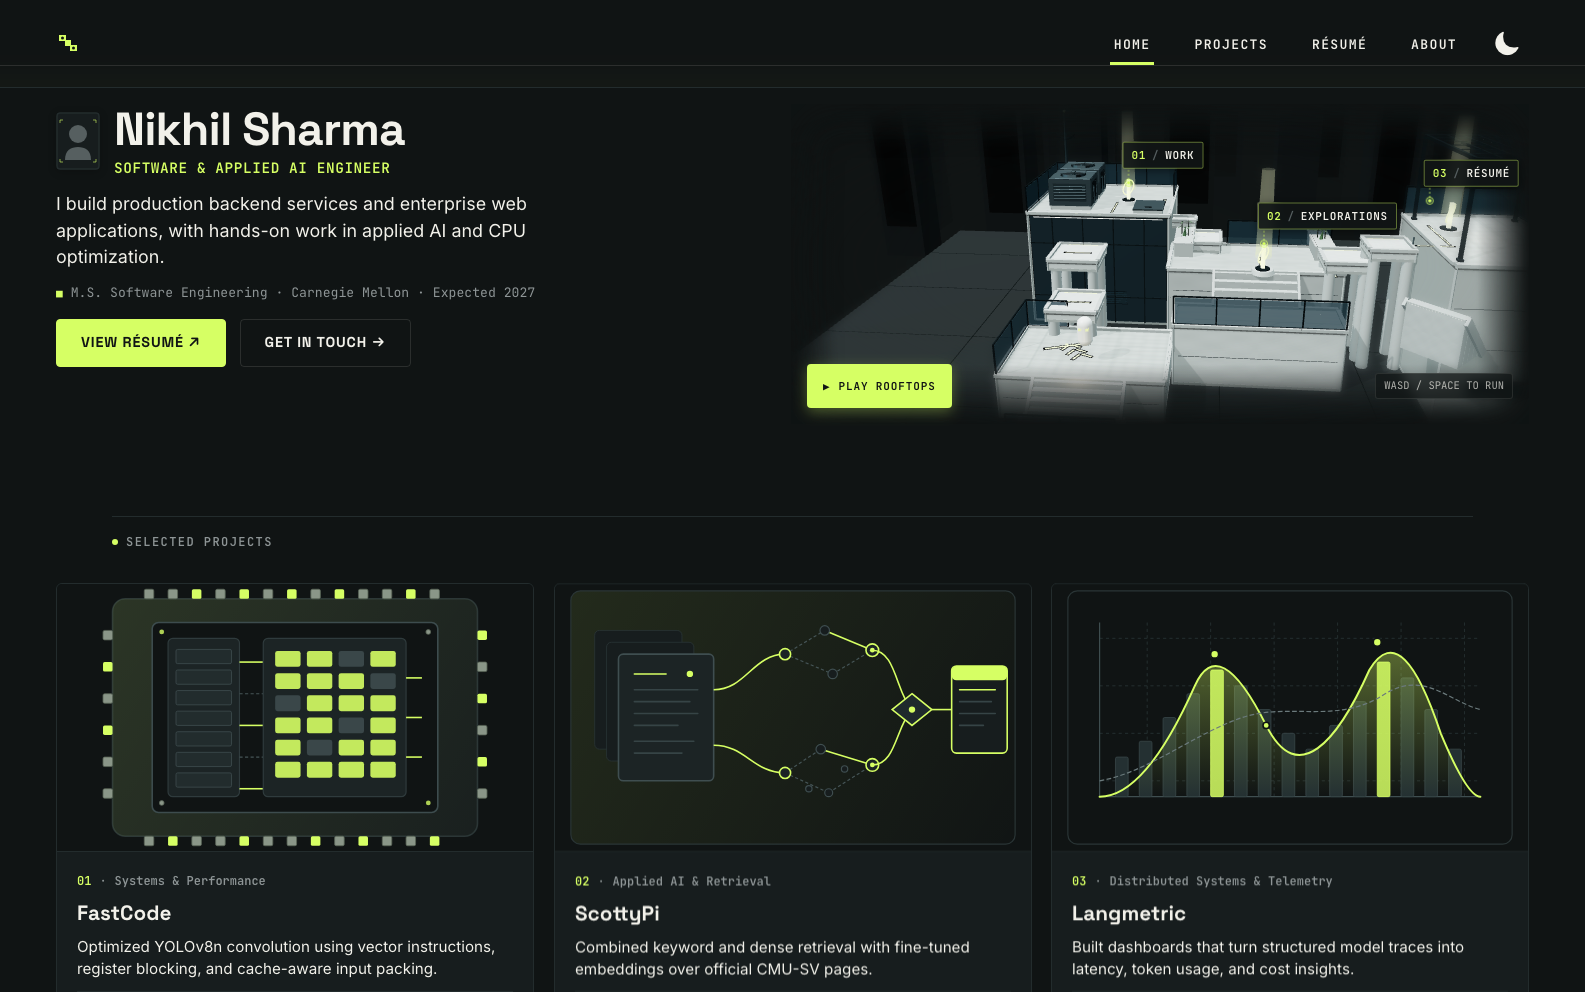 HOME PROJECTS RÉSUMÉ ABOUT
Nikhil Sharma
SOFTWARE & APPLIED AI ENGINEER
I build production backend services and enterprise web
applications, with hands-on work in applied AI and CPU
optimization.
M.S. Software Engineering · Carnegie Mellon · Expected 2027
VIEW RÉSUMÉ ↗ GET IN TOUCH →
01 / WORK
03 / RÉSUMÉ
02 / EXPLORATIONS
▶ PLAY ROOFTOPS
WASD / SPACE TO RUN
SELECTED PROJECTS
01 · Systems & Performance
FastCode
Optimized YOLOv8n convolution using vector instructions,
register blocking, and cache-aware input packing.
02 · Applied AI & Retrieval
ScottyPi
Combined keyword and dense retrieval with fine-tuned
embeddings over official CMU-SV pages.
03 · Distributed Systems & Telemetry
Langmetric
Built dashboards that turn structured model traces into
latency, token usage, and cost insights.